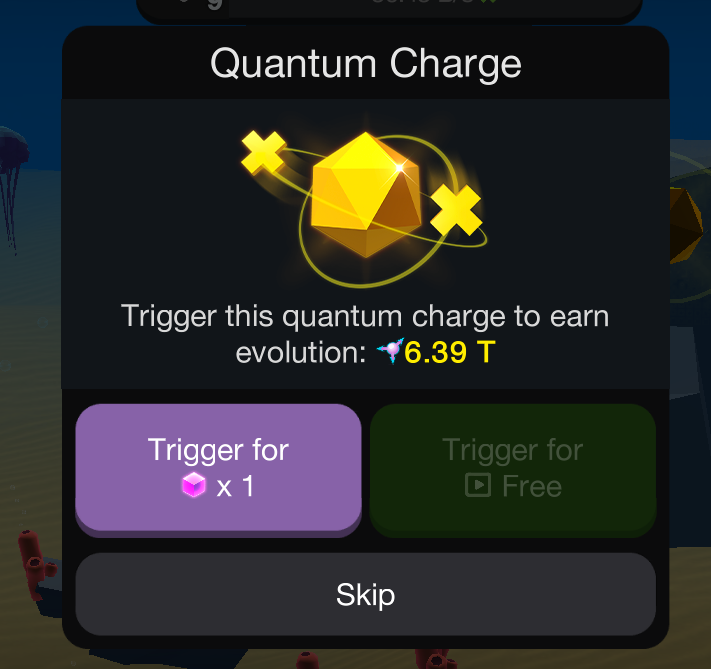 Quantum Charge
Trigger this quantum charge to earn
evolution: 6.39 T
Trigger for
x 1
Trigger for
Free
Skip